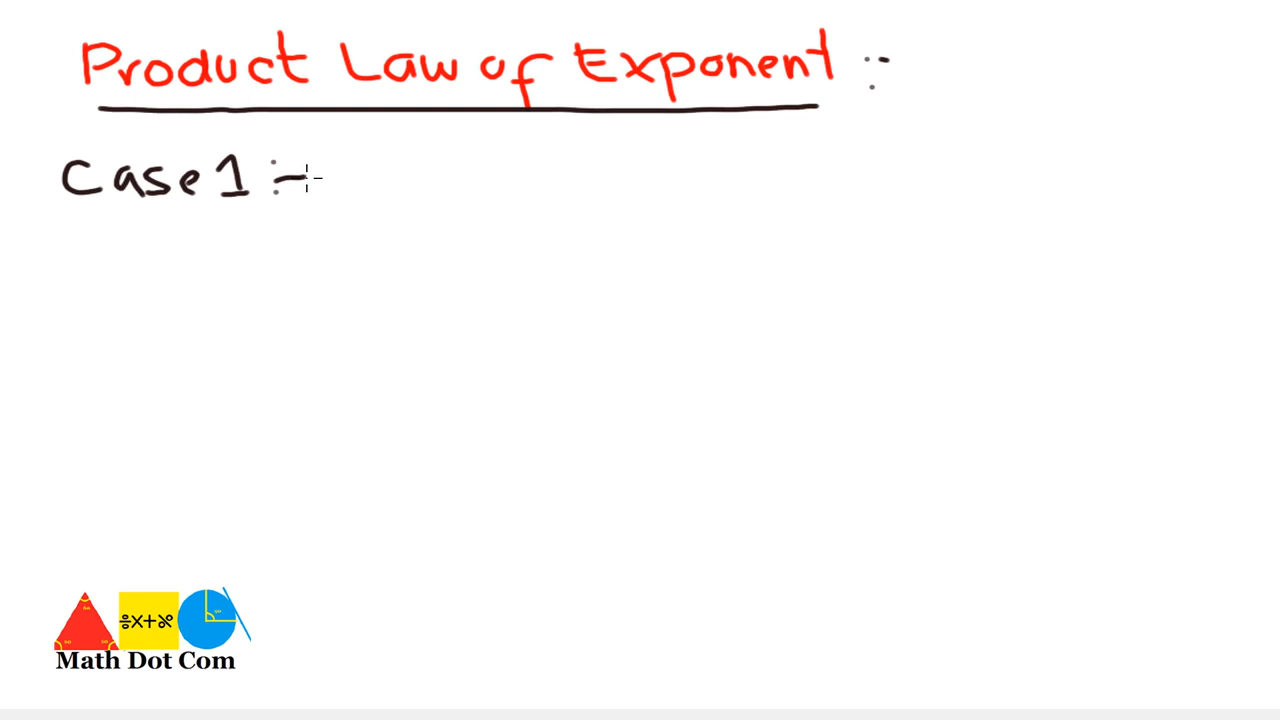 Product Law of Exponent :-
Case 1 :-
÷×+%
Math Dot Com